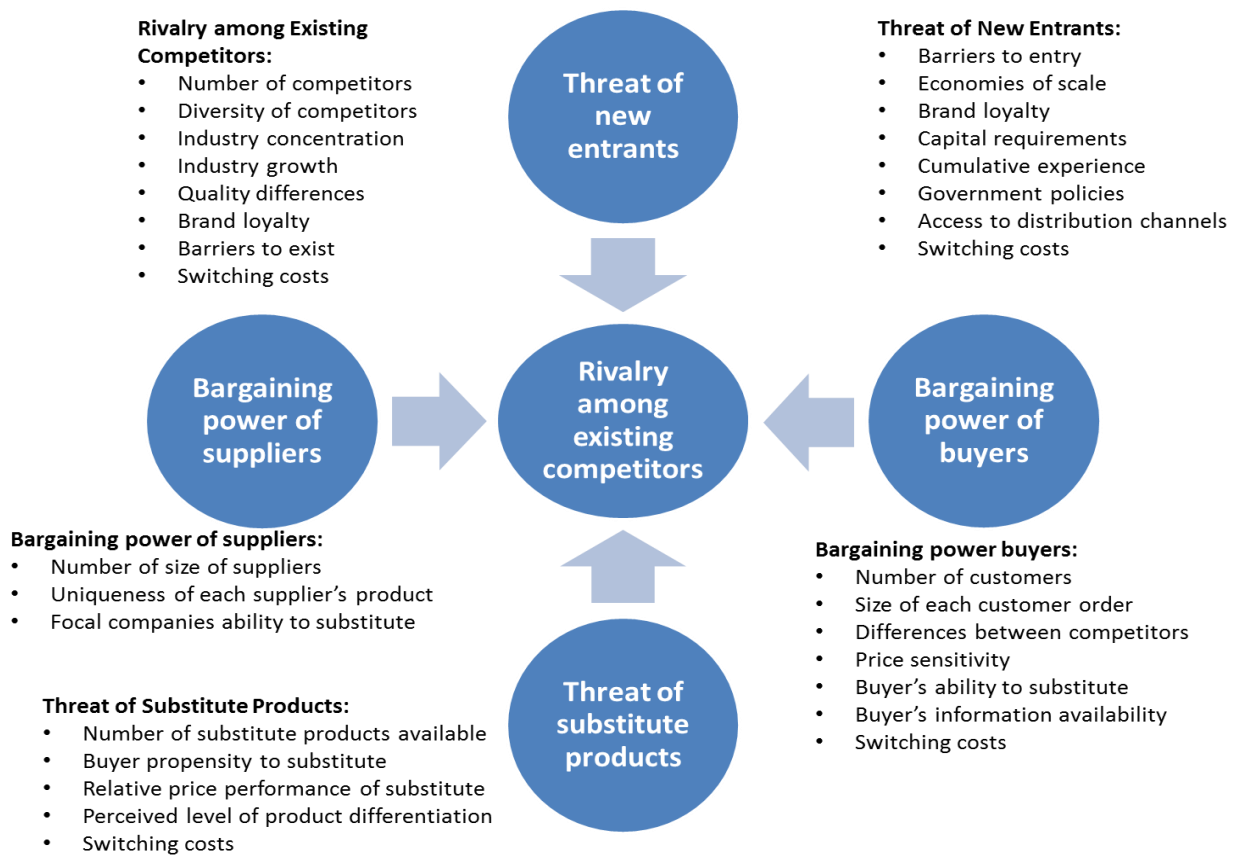 Rivalry among Existing
Competitors:
• Number of competitors
• Diversity of competitors
• Industry concentration
• Industry growth
• Quality differences
• Brand loyalty
• Barriers to exist
• Switching costs
Threat of
new
entrants
Threat of New Entrants:
• Barriers to entry
• Economies of scale
• Brand loyalty
• Capital requirements
• Cumulative experience
• Government policies
• Access to distribution channels
• Switching costs
Bargaining
power of
suppliers
Rivalry
among
existing
competitors
Bargaining
power of
buyers
Bargaining power of suppliers:
• Number of size of suppliers
• Uniqueness of each supplier’s product
• Focal companies ability to substitute
Bargaining power buyers:
• Number of customers
• Size of each customer order
• Differences between competitors
• Price sensitivity
• Buyer’s ability to substitute
• Buyer’s information availability
• Switching costs
Threat of Substitute Products:
• Number of substitute products available
• Buyer propensity to substitute
• Relative price performance of substitute
• Perceived level of product differentiation
• Switching costs
Threat of
substitute
products